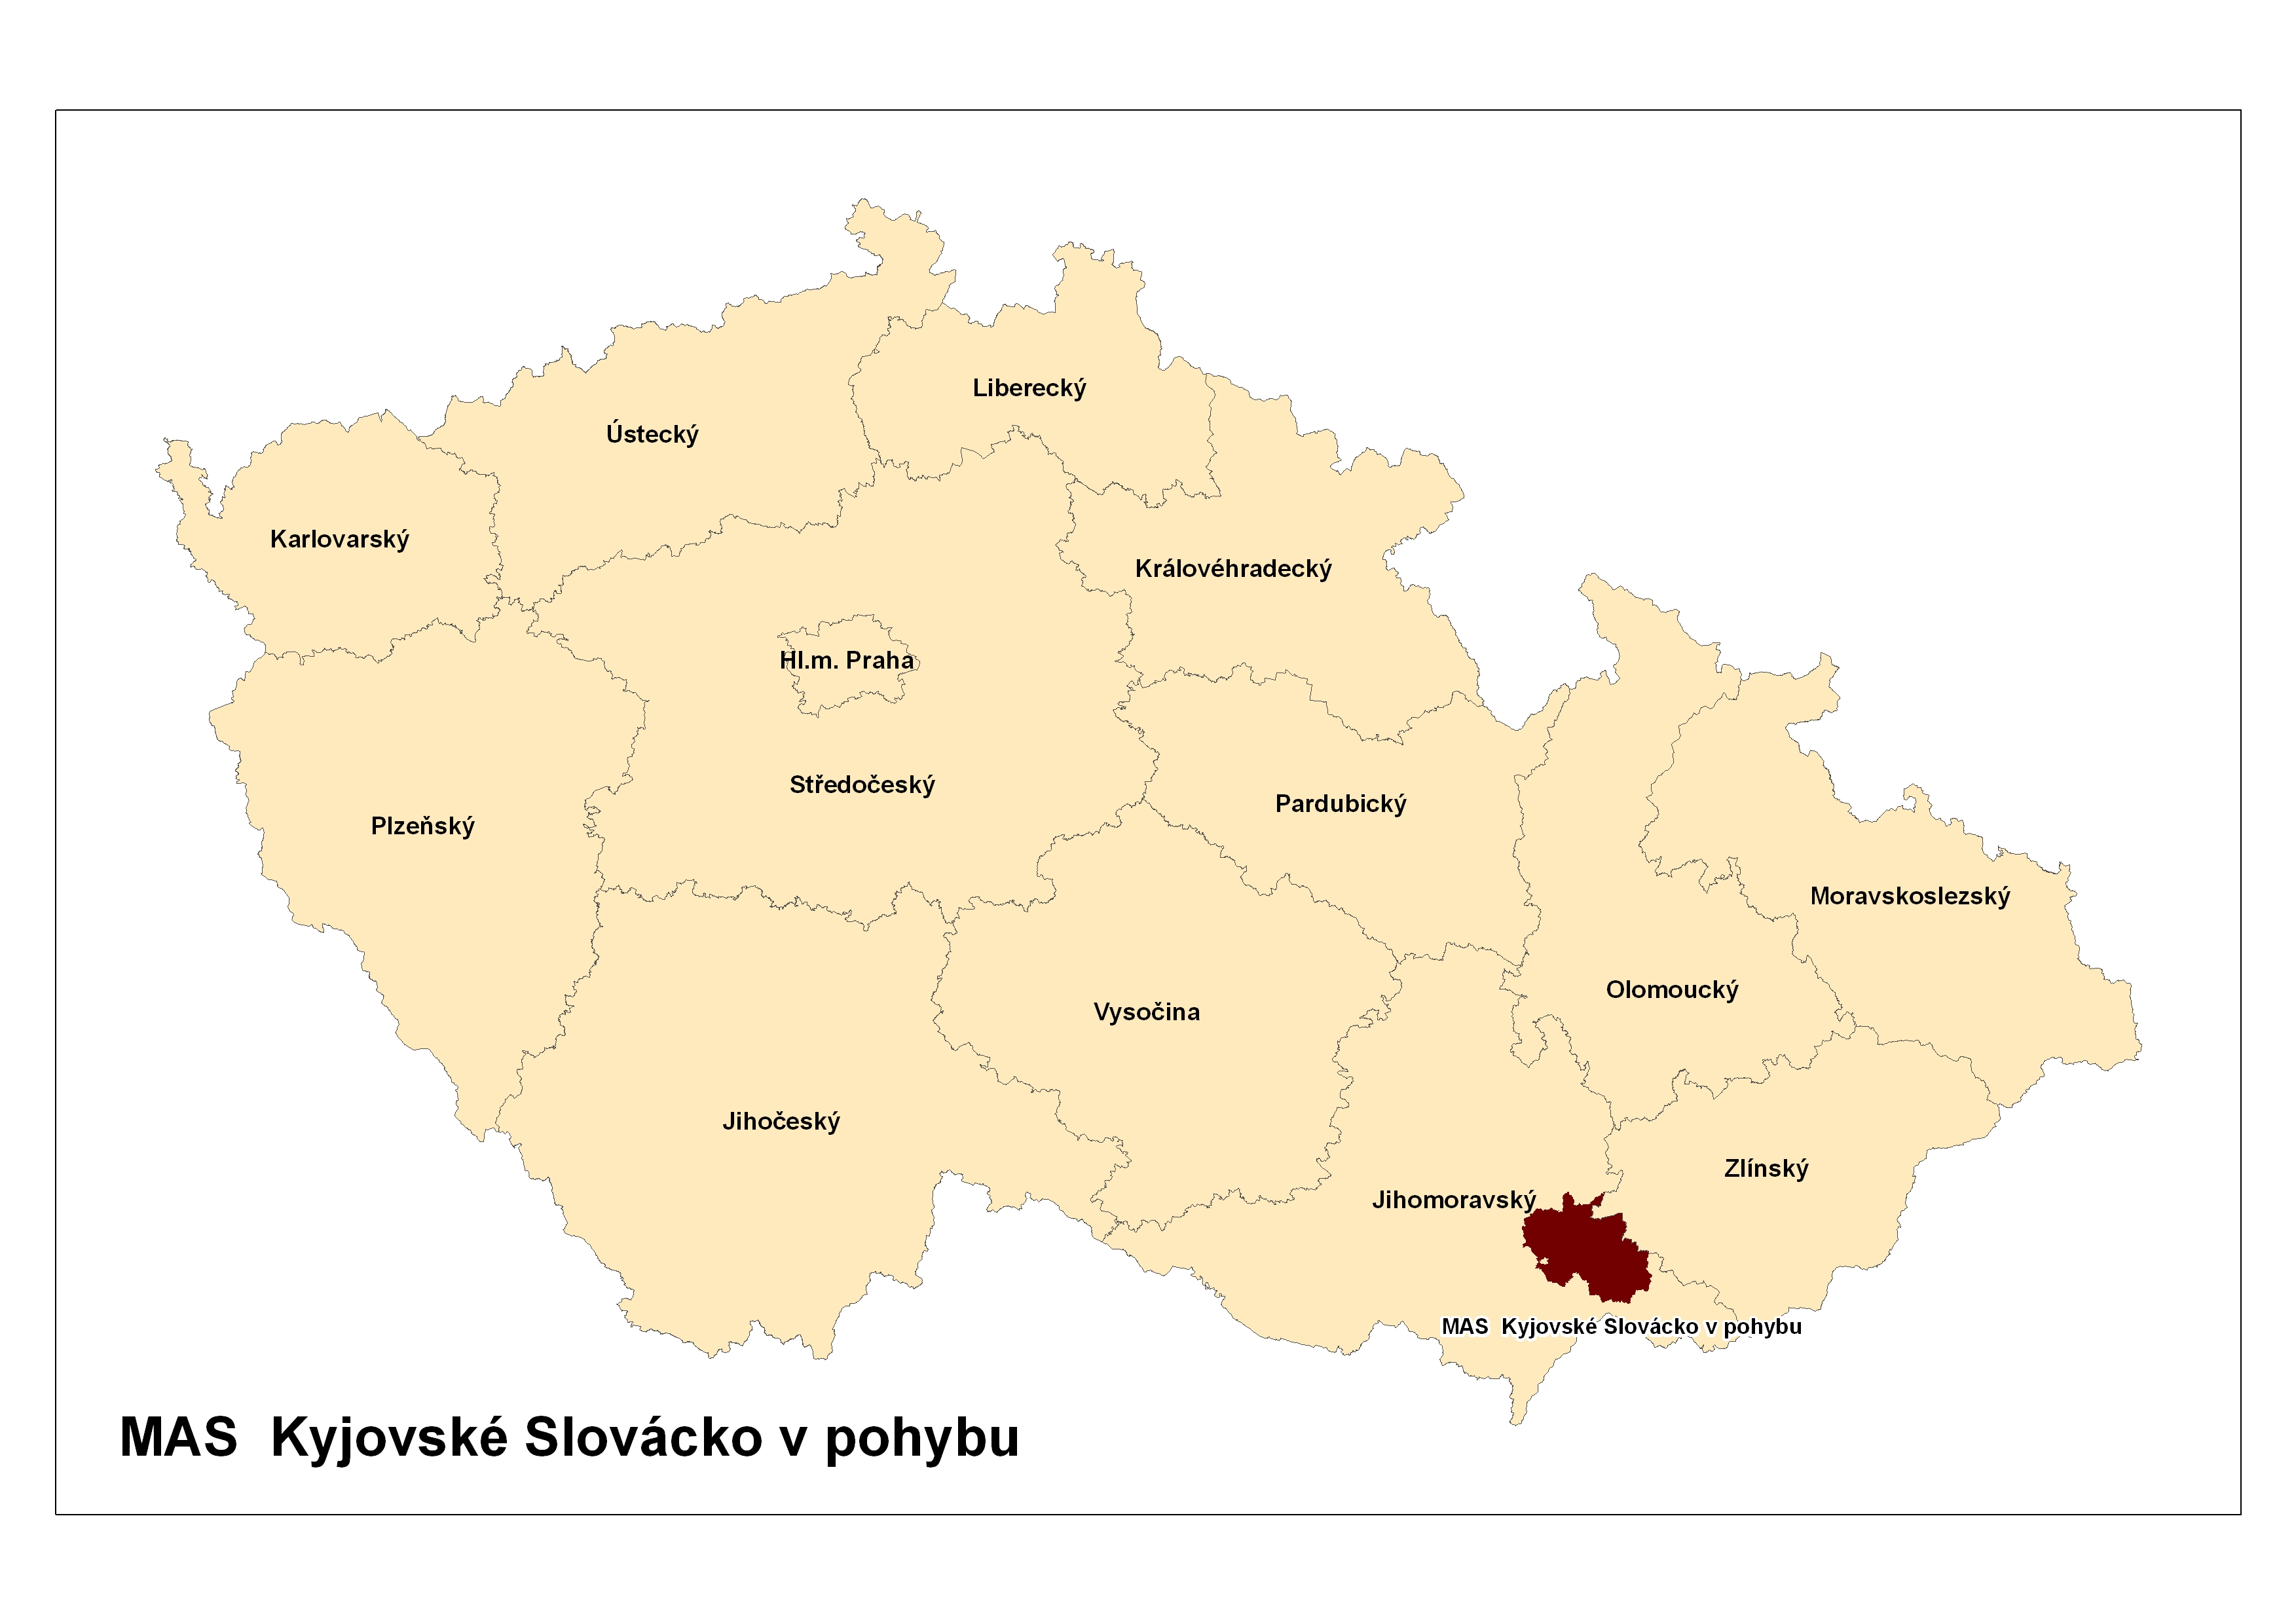 Liberecký
Ústecký
Karlovarský
Královéhradecký
Hl.m. Praha
Středočeský
Pardubický
Plzeňský
Moravskoslezský
Olomoucký
Vysočina
Jihočeský
Zlínský
Jihomoravský
MAS  Kyjovské Slovácko v pohybu
MAS  Kyjovské Slovácko v pohybu